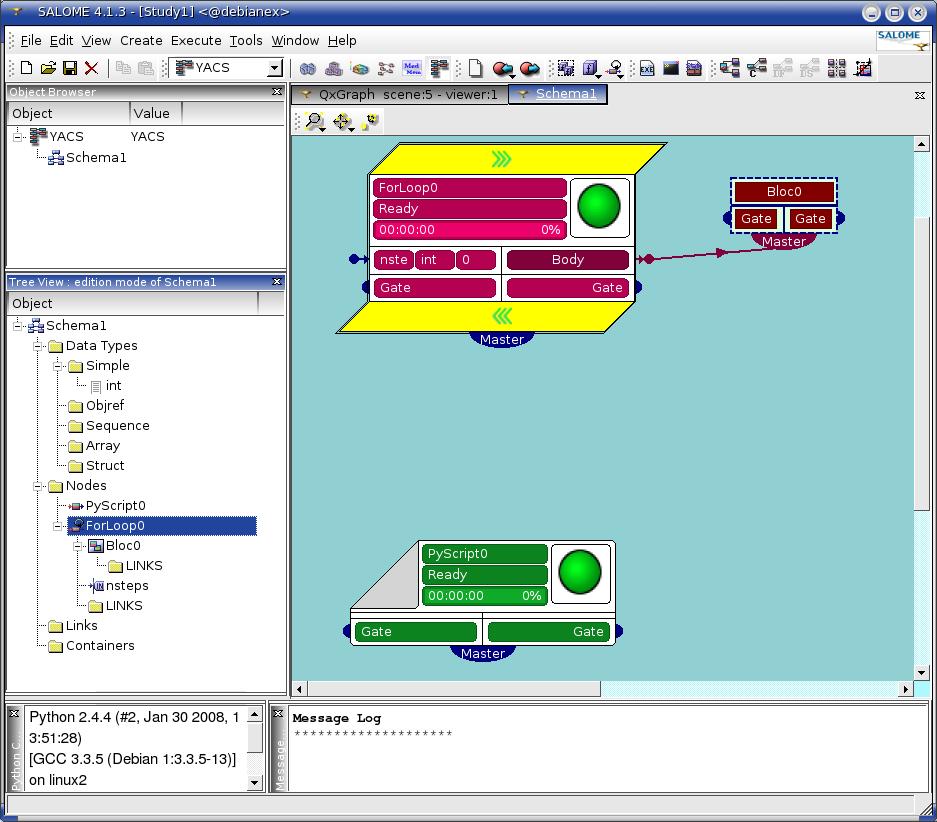 SALOME 4.1.3 - [Study1] <@debianex>
File Edit View Create Execute Tools Window Help
SALOME
YACS
Object Browser
Object Value
YACS YACS
Schema1
Tree View : edition mode of Schema1
Object
Schema1
Data Types
Simple
int
Objref
Sequence
Array
Struct
Nodes
PyScript0
ForLoop0
Bloc0
LINKS
nsteps
LINKS
Links
Containers
QxGraph scene:5 - viewer:1 Schema1
ForLoop0
Ready
00:00:00 0%
nste int 0 Body
Gate Gate
Master
Bloc0
Gate Gate
Master
PyScript0
Ready
00:00:00 0%
Gate Gate
Master
Python C...
Python 2.4.4 (#2, Jan 30 2008, 1
3:51:28)
[GCC 3.3.5 (Debian 1:3.3.5-13)]
on linux2
Message...
Message Log
********************